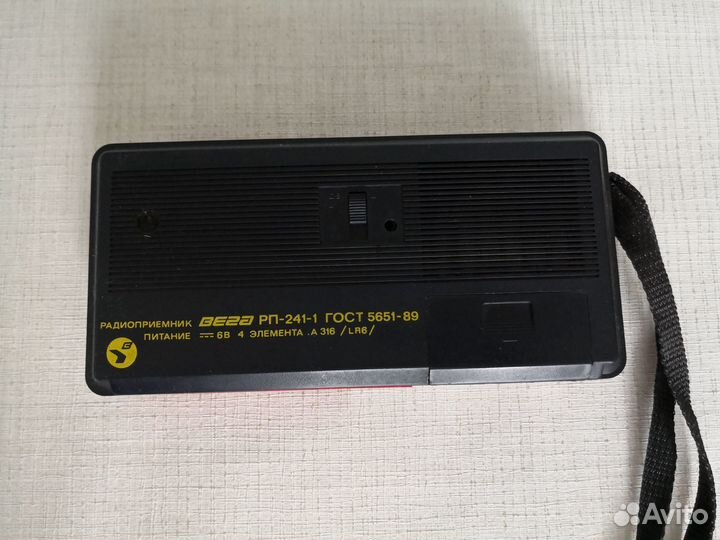 РАДИОПРИЕМНИК ВЕГА РП-241-1 ГОСТ 5651-89
ПИТАНИЕ 6В 4 ЭЛЕМЕНТА .А 316 /LR6/
Avito